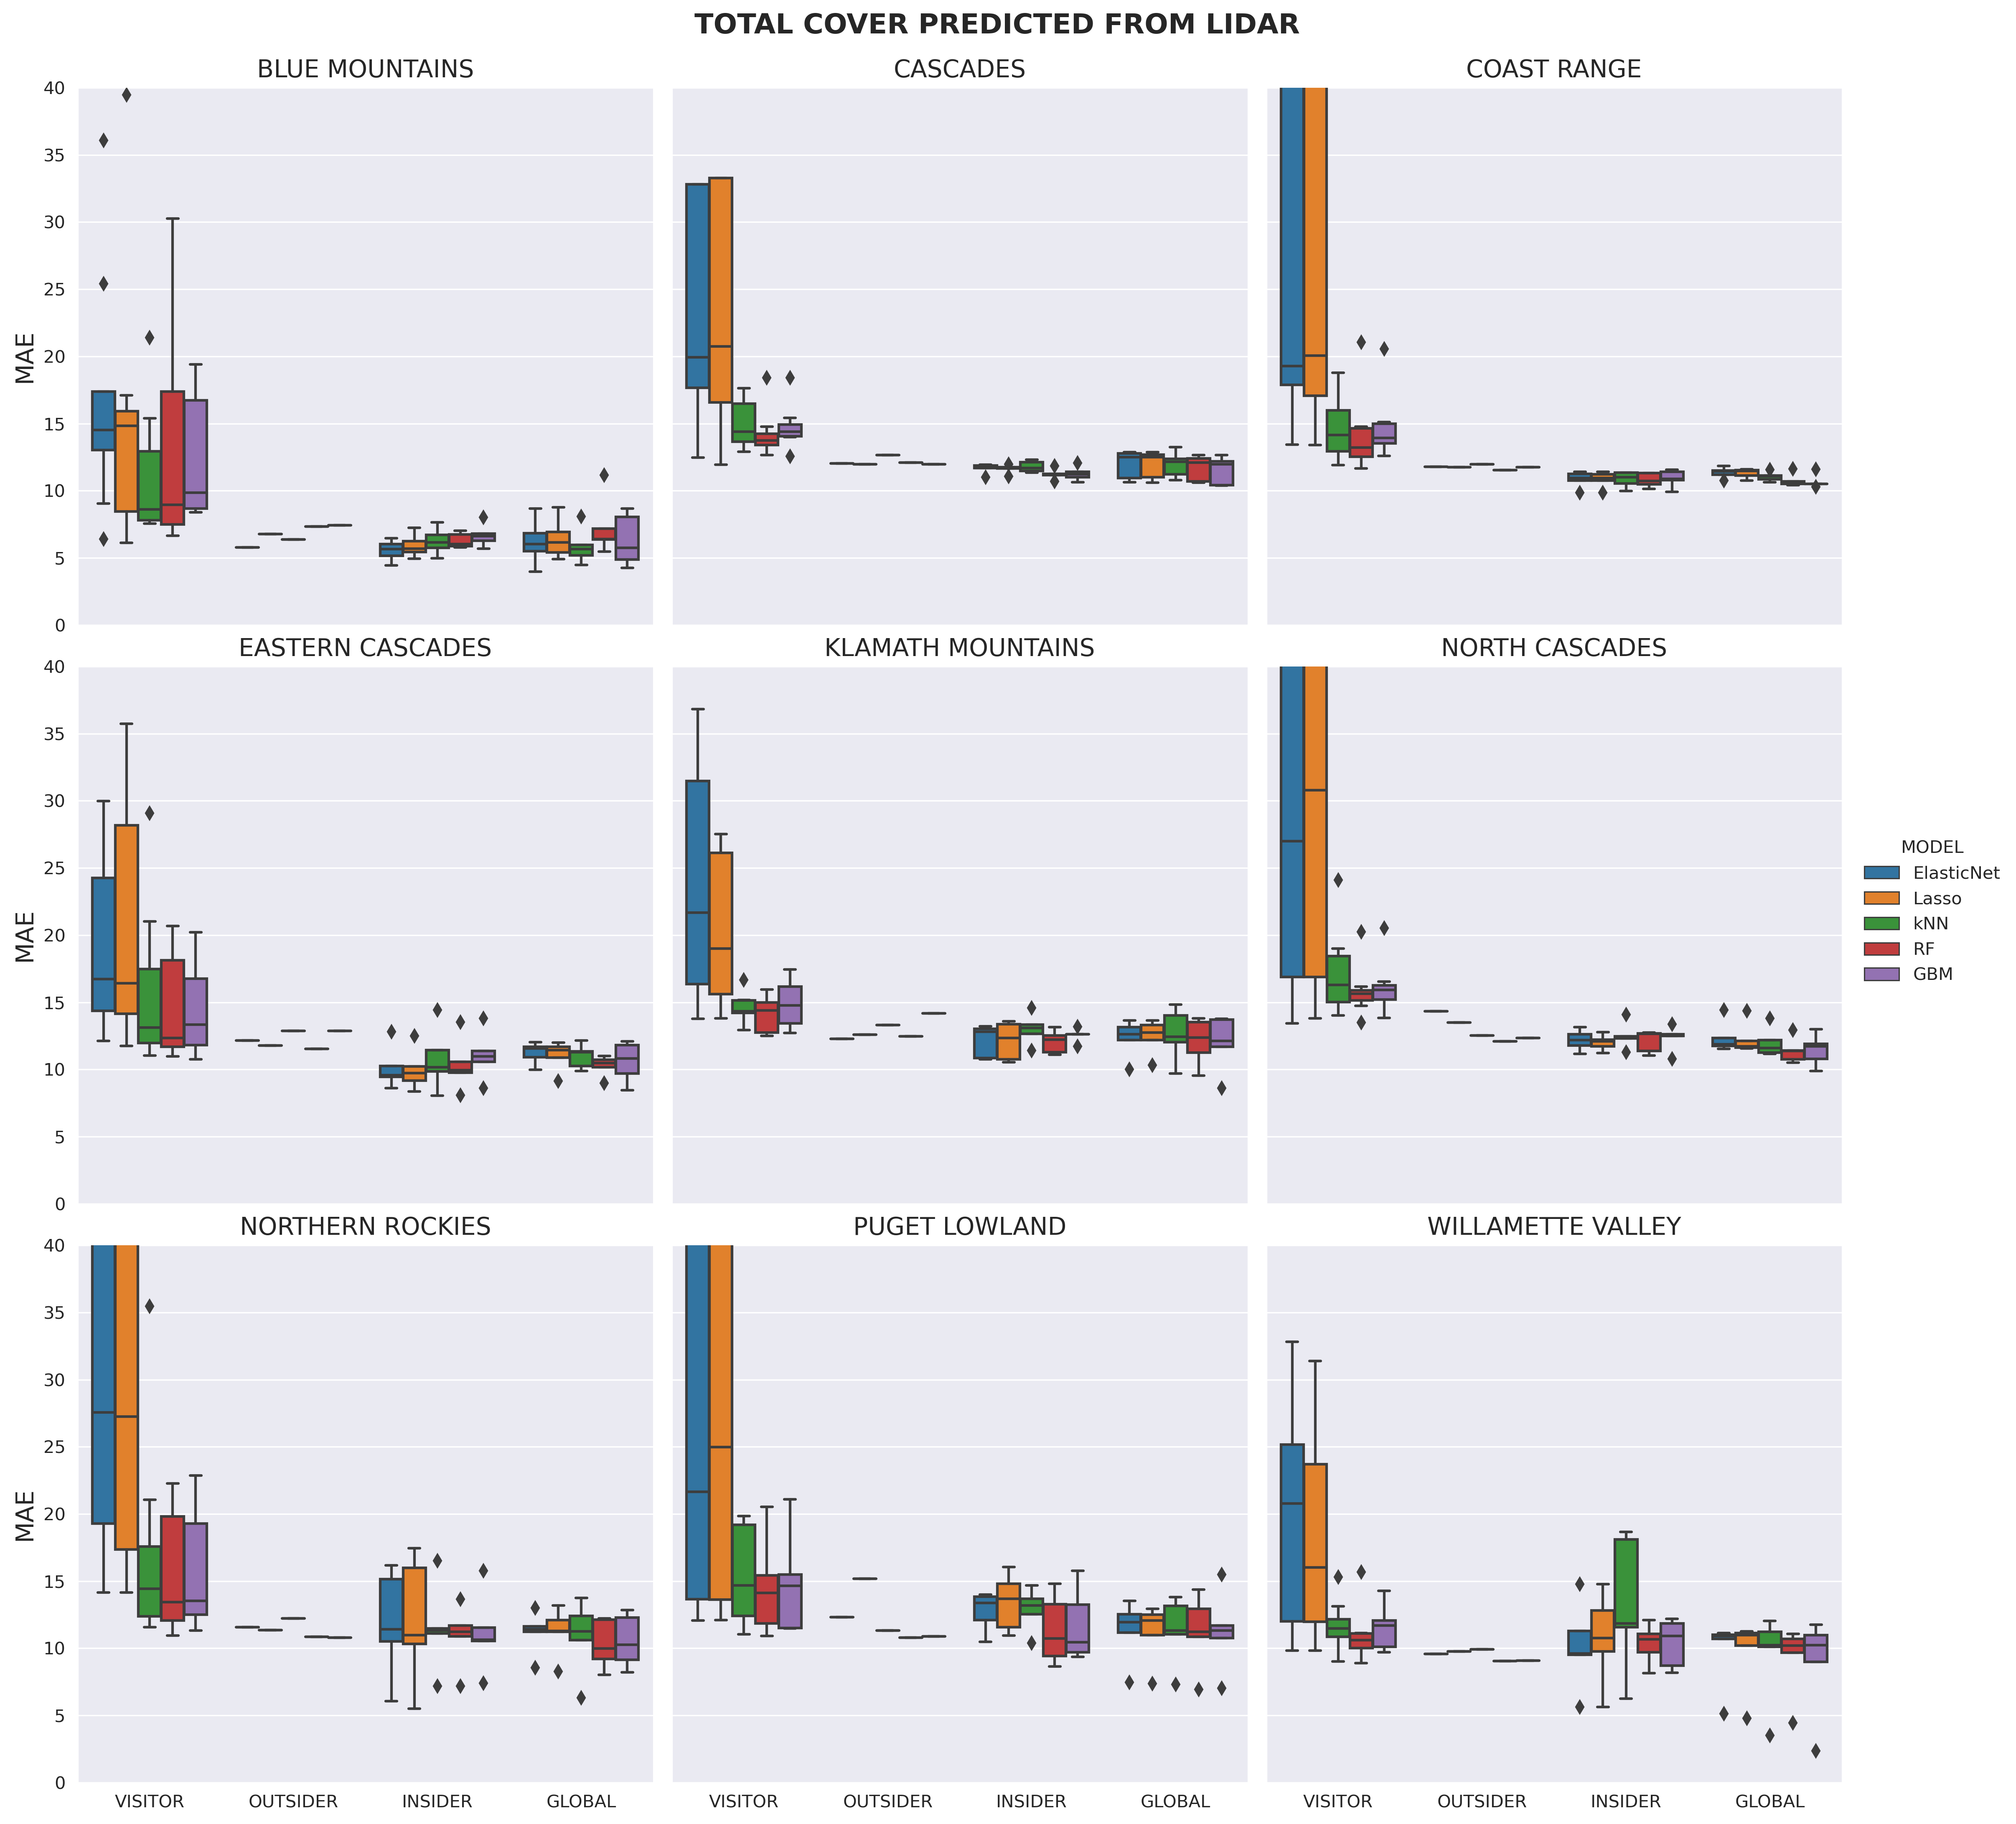 TOTAL COVER PREDICTED FROM LIDAR
BLUE MOUNTAINS
CASCADES
COAST RANGE
40
35
30
25
20
15
10
5
0
MAE
EASTERN CASCADES
KLAMATH MOUNTAINS
NORTH CASCADES
40
35
30
25
20
15
10
5
0
MAE
MODEL
ElasticNet
Lasso
kNN
RF
GBM
NORTHERN ROCKIES
PUGET LOWLAND
WILLAMETTE VALLEY
40
35
30
25
20
15
10
5
0
MAE
VISITOR OUTSIDER INSIDER GLOBAL
VISITOR OUTSIDER INSIDER GLOBAL
VISITOR OUTSIDER INSIDER GLOBAL